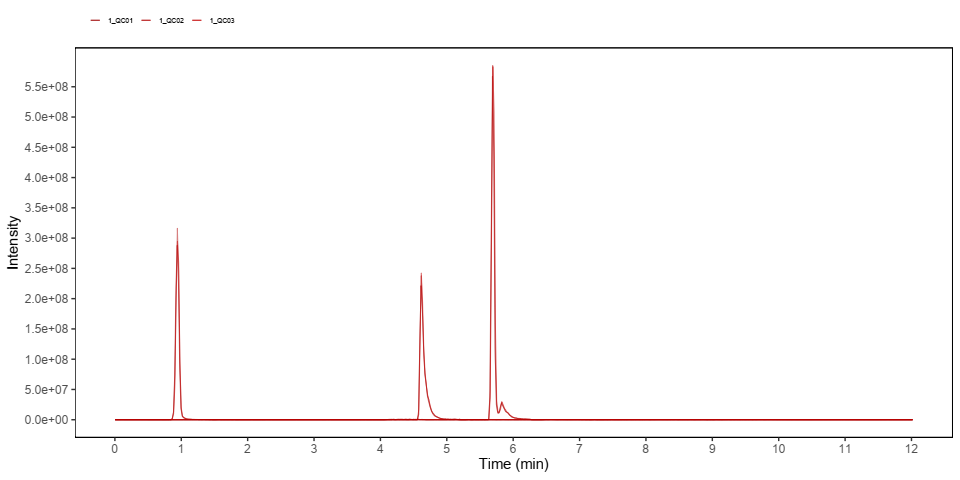 1_QC01 1_QC02 1_QC03
5.5e+08
5.0e+08
4.5e+08
4.0e+08
3.5e+08
3.0e+08
2.5e+08
2.0e+08
1.5e+08
1.0e+08
5.0e+07
0.0e+00
Intensity
0 1 2 3 4 5 6 7 8 9 10 11 12
Time (min)